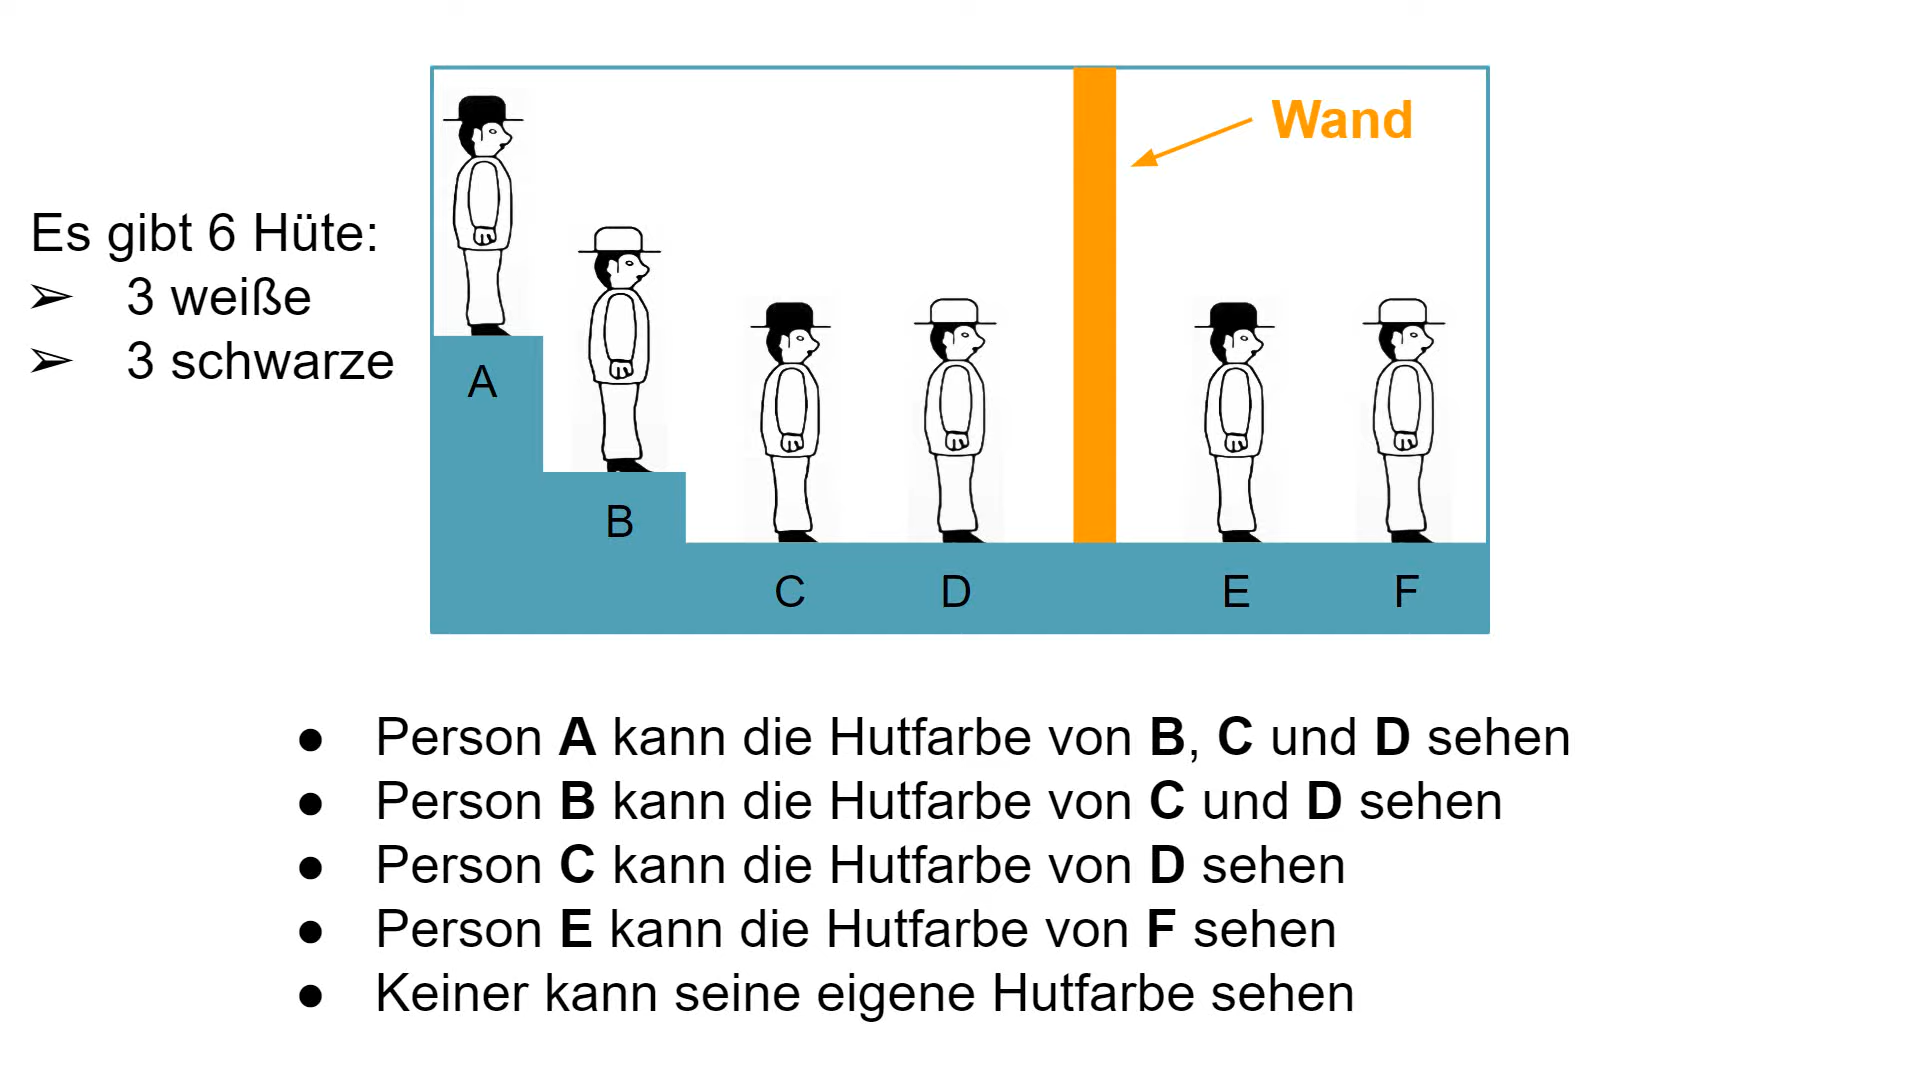 Wand
Es gibt 6 Hüte:
➢ 3 weiße
➢ 3 schwarze
A
B
C D E F
● Person A kann die Hutfarbe von B, C und D sehen
● Person B kann die Hutfarbe von C und D sehen
● Person C kann die Hutfarbe von D sehen
● Person E kann die Hutfarbe von F sehen
● Keiner kann seine eigene Hutfarbe sehen